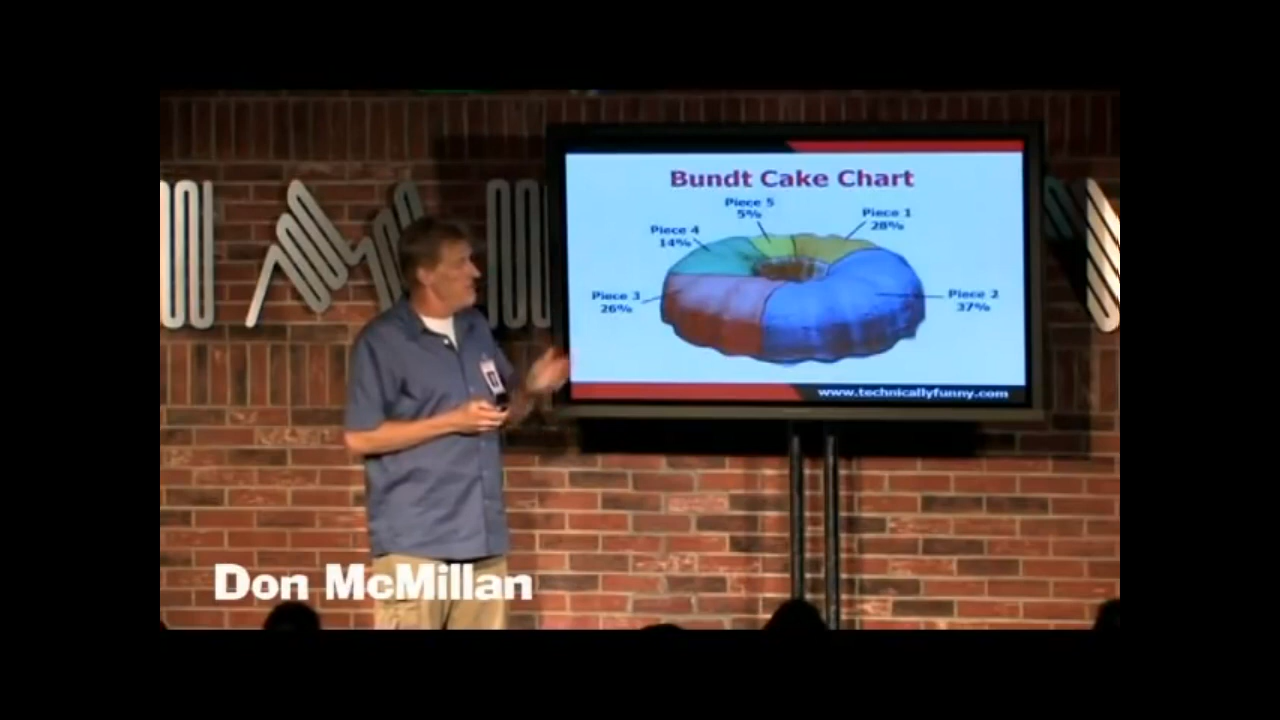 Bundt Cake Chart
Piece 5
5%
Piece 1
28%
Piece 4
14%
Piece 3
26%
Piece 2
37%
www.technicallyfunny.com
Don McMillan